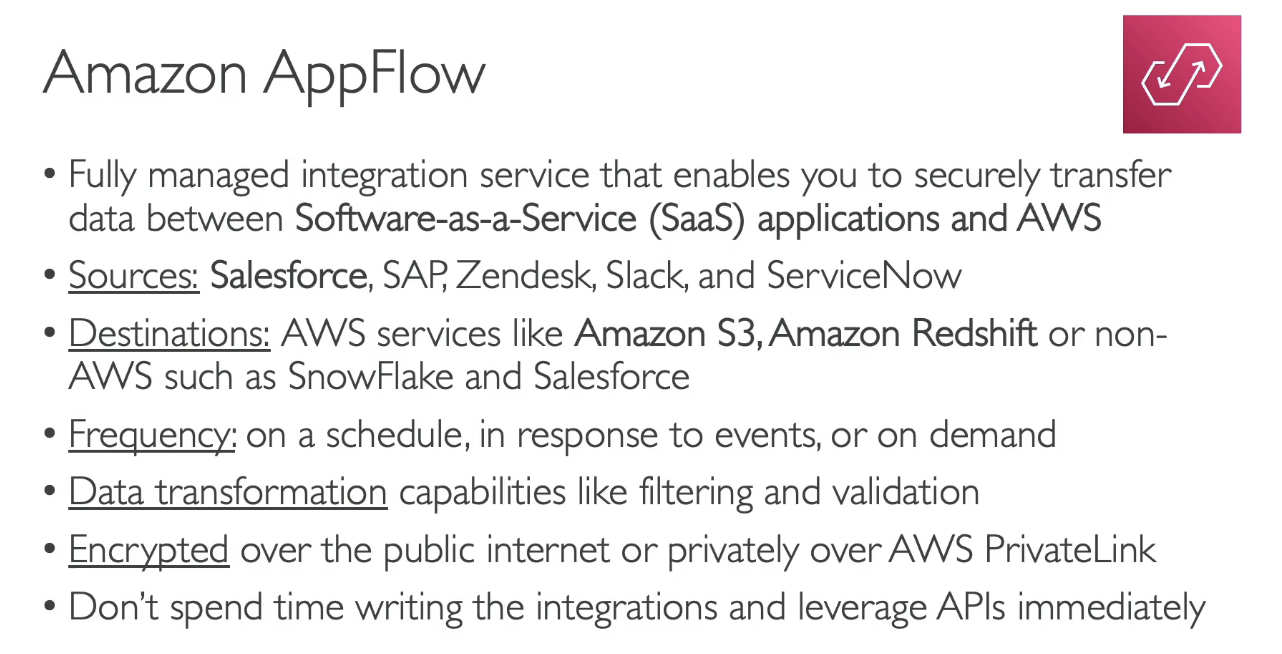 Amazon AppFlow
• Fully managed integration service that enables you to securely transfer
data between Software-as-a-Service (SaaS) applications and AWS
• Sources: Salesforce, SAP, Zendesk, Slack, and ServiceNow
• Destinations: AWS services like Amazon S3, Amazon Redshift or non-
AWS such as SnowFlake and Salesforce
• Frequency: on a schedule, in response to events, or on demand
• Data transformation capabilities like filtering and validation
• Encrypted over the public internet or privately over AWS PrivateLink
• Don’t spend time writing the integrations and leverage APIs immediately